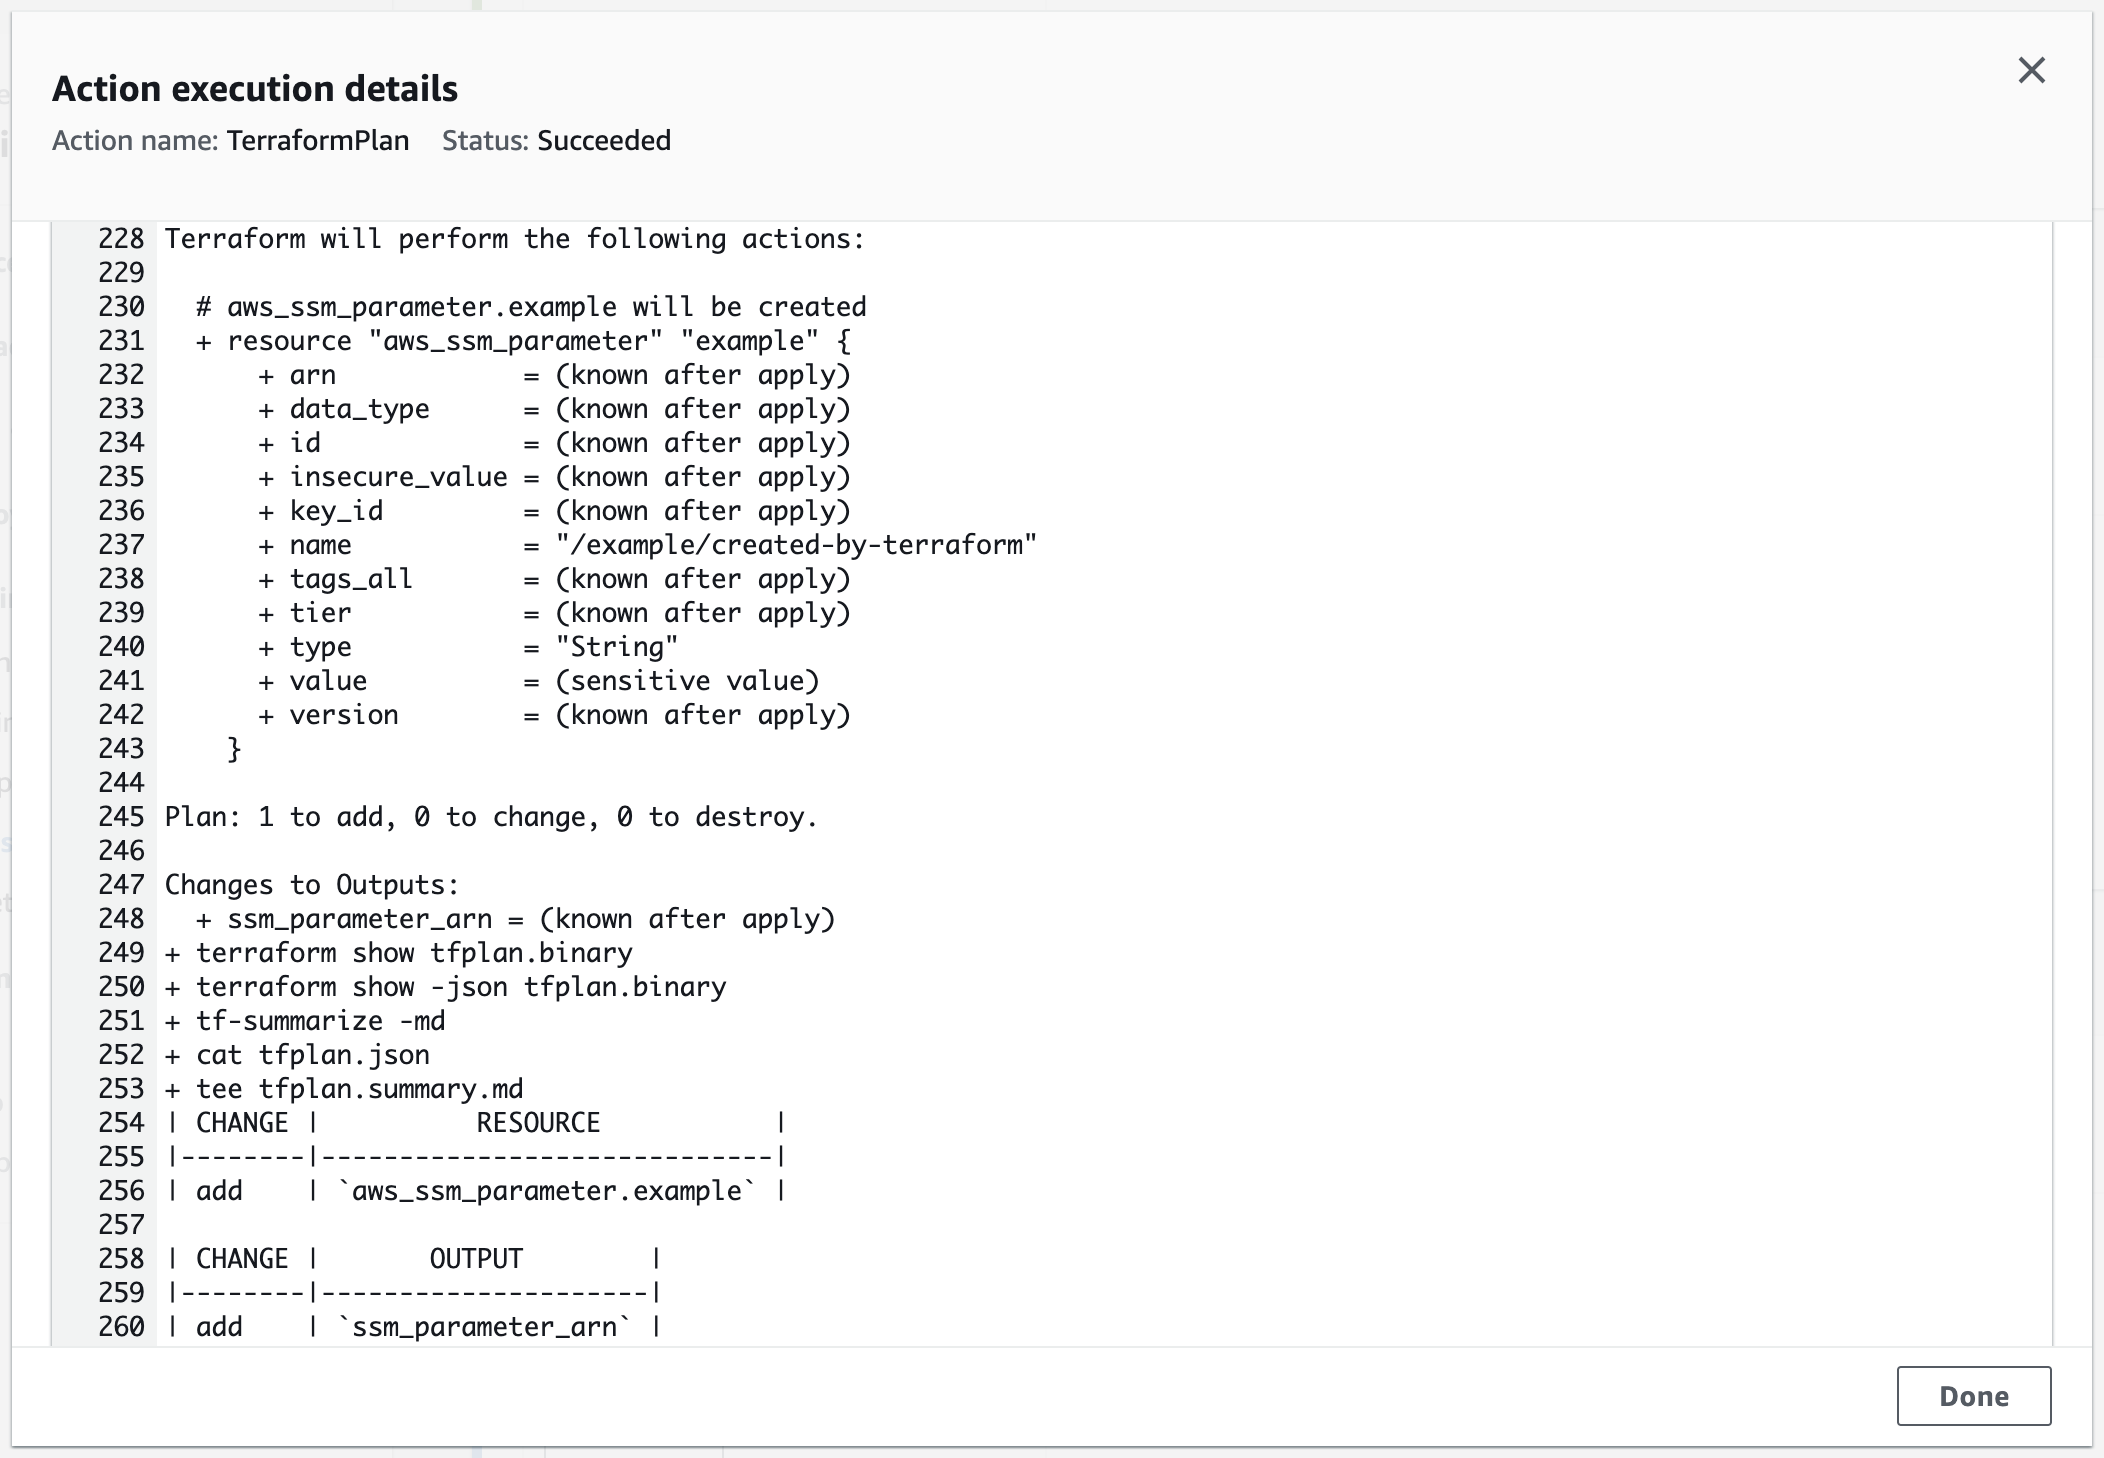 Action execution details
Action name: TerraformPlan Status: Succeeded
228 Terraform will perform the following actions:
229
230   # aws_ssm_parameter.example will be created
231   + resource "aws_ssm_parameter" "example" {
232       + arn            = (known after apply)
233       + data_type      = (known after apply)
234       + id             = (known after apply)
235       + insecure_value = (known after apply)
236       + key_id         = (known after apply)
237       + name           = "/example/created-by-terraform"
238       + tags_all       = (known after apply)
239       + tier           = (known after apply)
240       + type           = "String"
241       + value          = (sensitive value)
242       + version        = (known after apply)
243     }
244
245 Plan: 1 to add, 0 to change, 0 to destroy.
246
247 Changes to Outputs:
248   + ssm_parameter_arn = (known after apply)
249 + terraform show tfplan.binary
250 + terraform show -json tfplan.binary
251 + tf-summarize -md
252 + cat tfplan.json
253 + tee tfplan.summary.md
254 | CHANGE |          RESOURCE           |
255 |--------|-----------------------------|
256 | add    | `aws_ssm_parameter.example` |
257
258 | CHANGE |       OUTPUT        |
259 |--------|---------------------|
260 | add    | `ssm_parameter_arn` |
Done